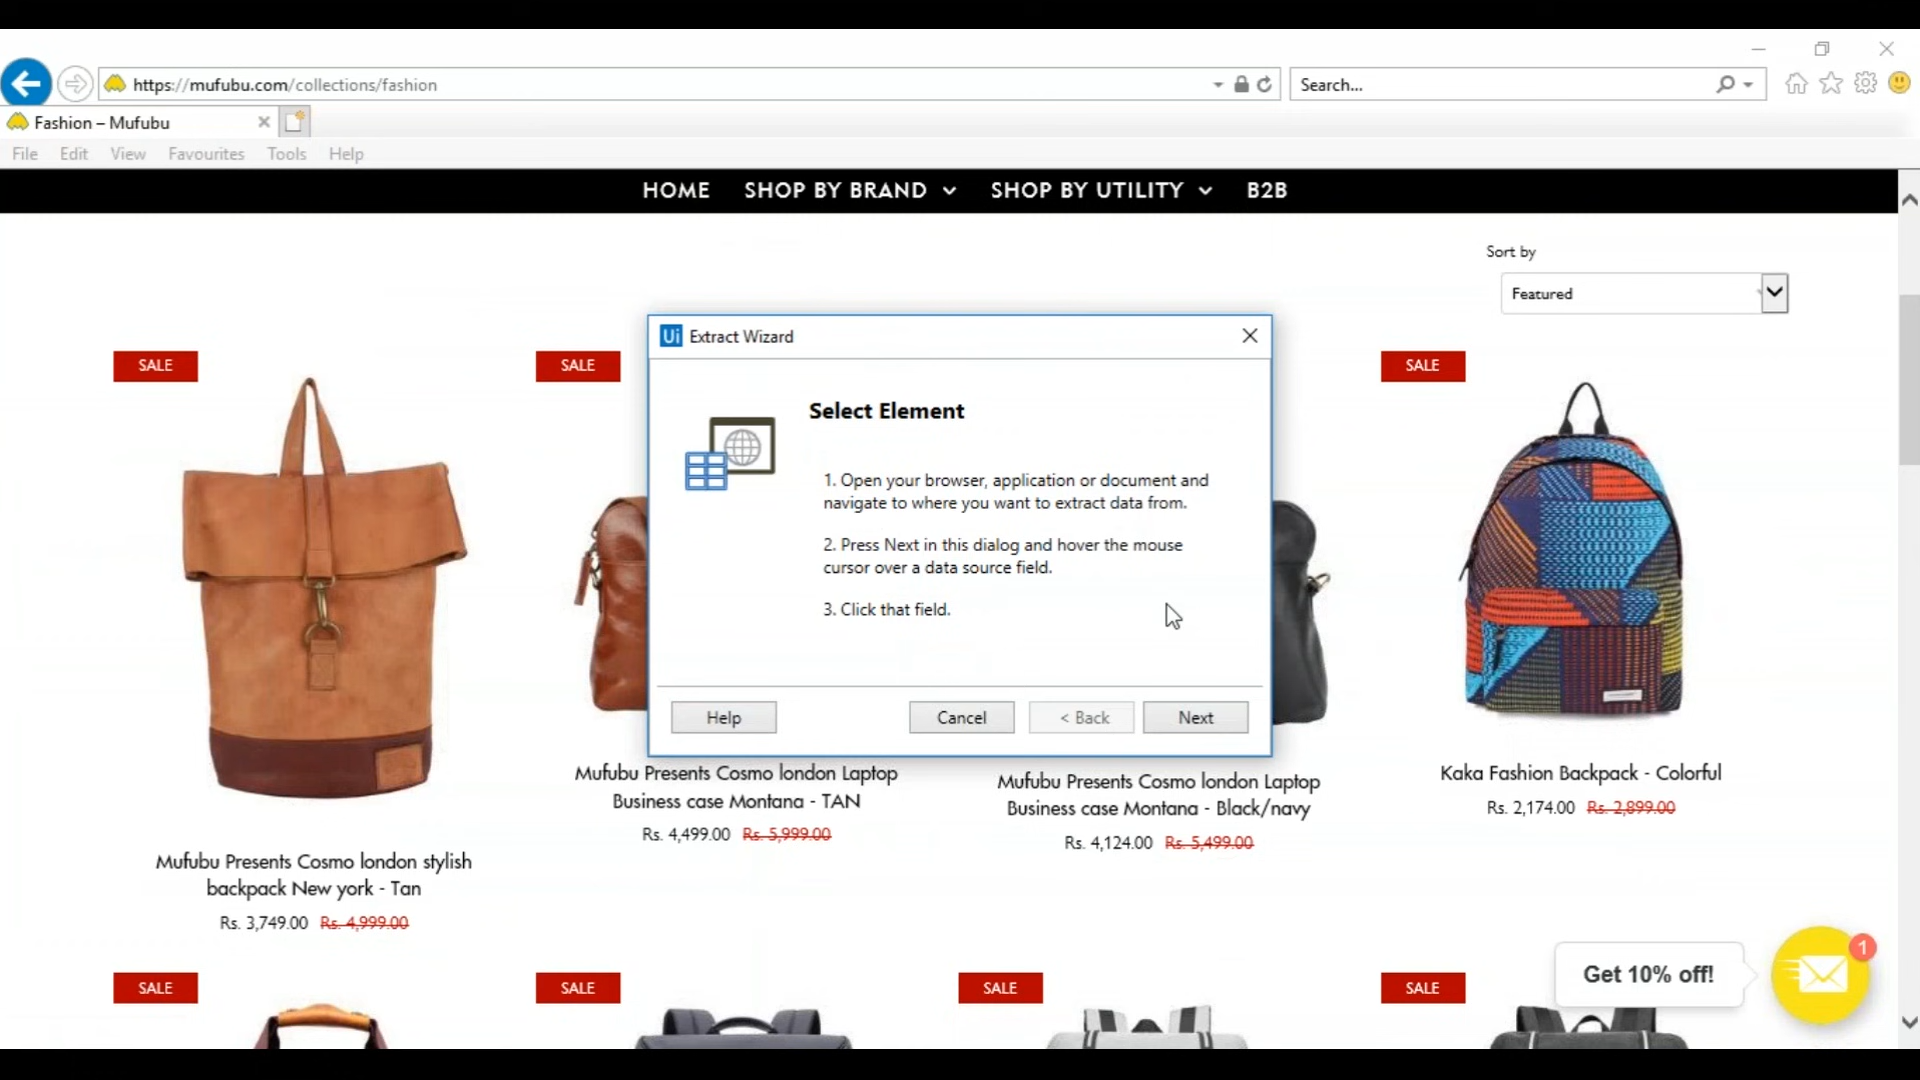 https://mufubu.com/collections/fashion
Search...
Fashion – Mufubu
File Edit View Favourites Tools Help
HOME SHOP BY BRAND SHOP BY UTILITY B2B
Sort by
Featured
SALE
SALE
SALE
Ui Extract Wizard
Select Element
1. Open your browser, application or document and
navigate to where you want to extract data from.
2. Press Next in this dialog and hover the mouse
cursor over a data source field.
3. Click that field.
Help Cancel < Back Next
Mufubu Presents Cosmo london stylish
backpack New york - Tan
Rs. 3,749.00 Rs. 4,999.00
Mufubu Presents Cosmo london Laptop
Business case Montana - TAN
Rs. 4,499.00 Rs. 5,999.00
Mufubu Presents Cosmo london Laptop
Business case Montana - Black/navy
Rs. 4,124.00 Rs. 5,499.00
Kaka Fashion Backpack - Colorful
Rs. 2,174.00 Rs. 2,899.00
SALE
SALE
SALE
SALE
Get 10% off!
1